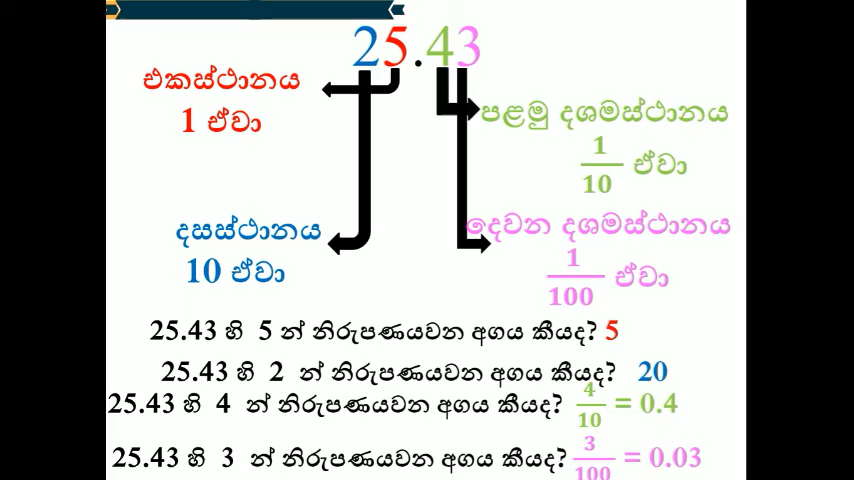 25.43
එකස්ථානය
1 ඒවා
පළමු දශමස්ථානය
1/10 ඒවා
දසස්ථානය
10 ඒවා
දෙවන දශමස්ථානය
1/100 ඒවා
25.43 හි 5 න් නිරුපණයවන අගය කීයද? 5
25.43 හි 2 න් නිරුපණයවන අගය කීයද? 20
25.43 හි 4 න් නිරුපණයවන අගය කීයද? 4/10 = 0.4
25.43 හි 3 න් නිරුපණයවන අගය කීයද? 3/100 = 0.03